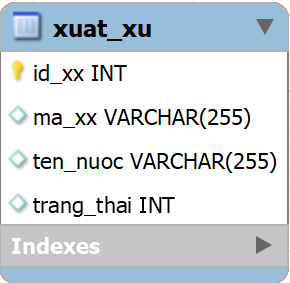 xuat_xu
id_xx INT
ma_xx VARCHAR(255)
ten_nuoc VARCHAR(255)
trang_thai INT
Indexes